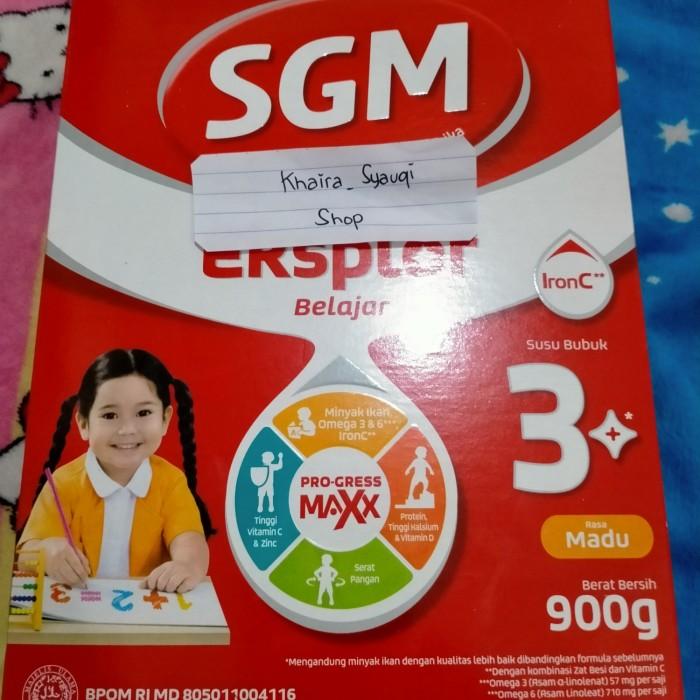 SGM
Khaira_Syauqi
Shop
Eksplor
Belajar
IronC**
Susu Bubuk
3+*
Minyak Ikan,
Omega 3 & 6***
IronC**
PRO-GRESS
MAXX
Tinggi
Vitamin C
& Zinc
Protein,
Tinggi Kalsium
& Vitamin D
Serat
Pangan
Rasa
Madu
Berat Bersih
900g
1+2 3
*Mengandung minyak ikan dengan kualitas lebih baik dibandingkan formula sebelumnya
**Dengan kombinasi Zat Besi dan Vitamin C
***Omega 3 (Asam α-linolenat) 57 mg per saji
***Omega 6 (Asam Linoleat) 710 mg per saji
BPOM RI MD 805011004116